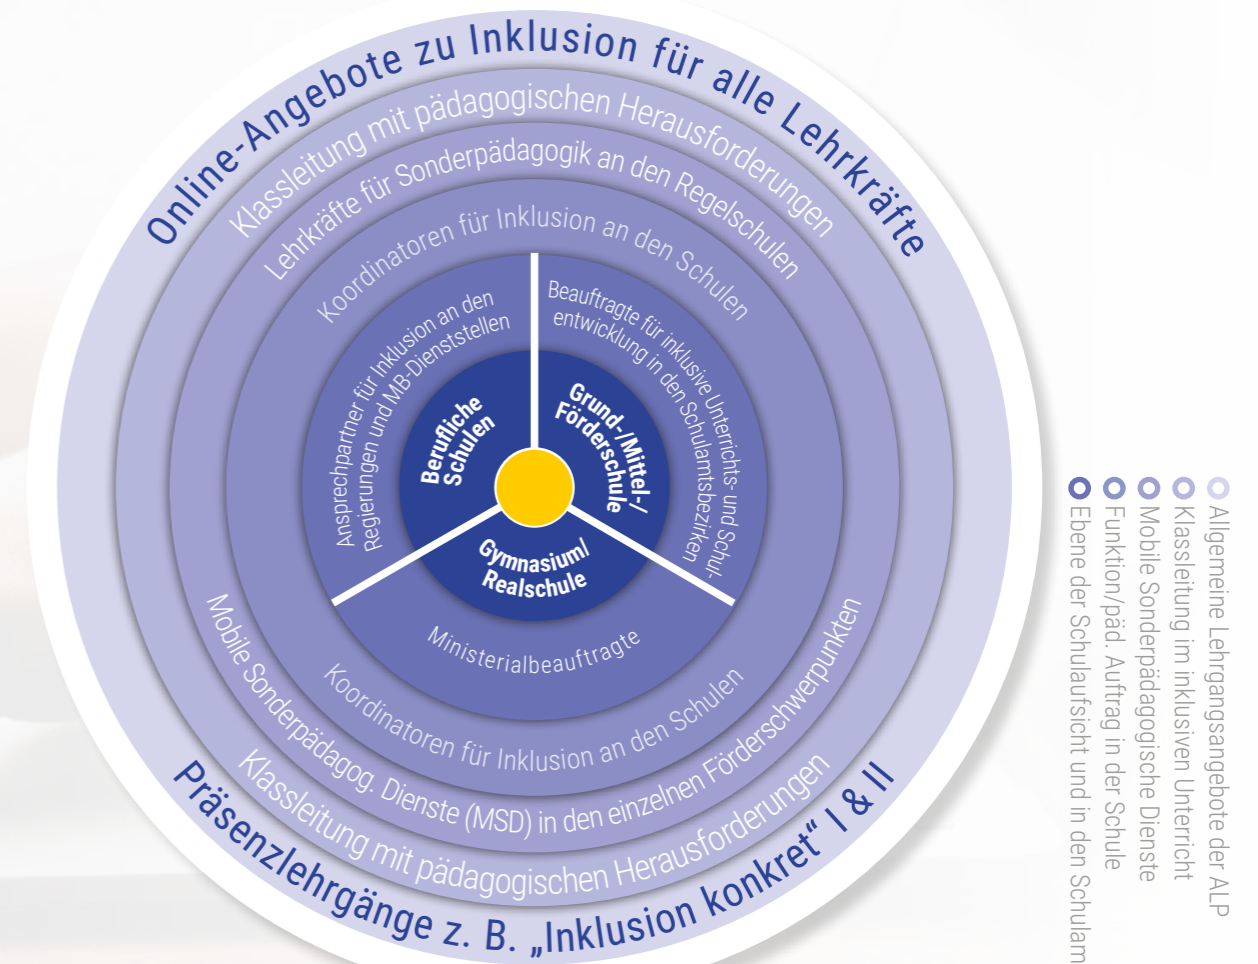 Online-Angebote zu Inklusion für alle Lehrkräfte
Klassleitung mit pädagogischen Herausforderungen
Lehrkräfte für Sonderpädagogik an den Regelschulen
Koordinatoren für Inklusion an den Schulen
Ansprechpartner für Inklusion an den
Regierungen und MB-Dienststellen
Beauftragte für inklusive Unterrichts- und Schul-
entwicklung in den Schulamtsbezirken
Berufliche
Schulen
Grund-/Mittel-/
Förderschule
Gymnasium/
Realschule
Ministerialbeauftragte
Koordinatoren für Inklusion an den Schulen
Mobile Sonderpädagog. Dienste (MSD) in den einzelnen Förderschwerpunkten
Klassleitung mit pädagogischen Herausforderungen
Präsenzlehrgänge z. B. „Inklusion konkret“ I & II
Allgemeine Lehrgangsangebote der ALP
Klassleitung im inklusiven Unterricht
Mobile Sonderpädagogische Dienste
Funktion/päd. Auftrag in der Schule
Ebene der Schulaufsicht und in den Schulam